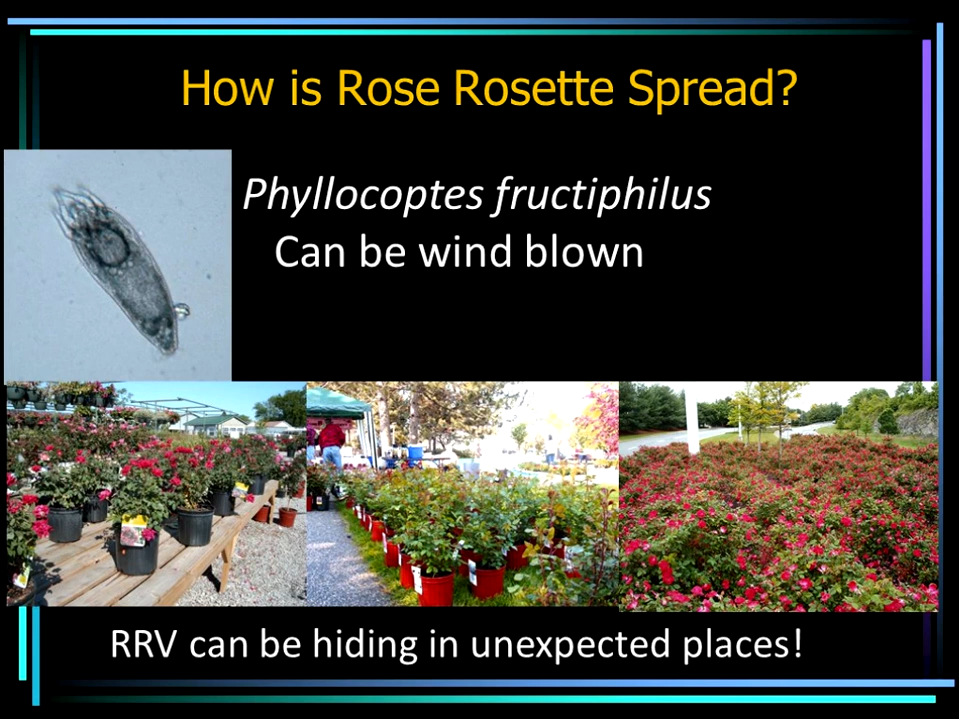 How is Rose Rosette Spread?
Phyllocoptes fructiphilus
Can be wind blown
RRV can be hiding in unexpected places!